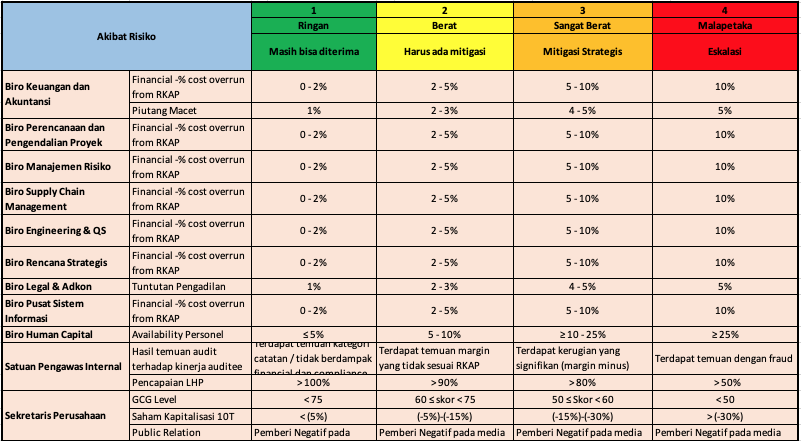 Akibat Risiko
1 2 3 4
Ringan Berat Sangat Berat Malapetaka
Masih bisa diterima Harus ada mitigasi Mitigasi Strategis Eskalasi
Biro Keuangan dan
Akuntansi
Financial -% cost overrun
from RKAP
0 - 2% 2 - 5% 5 - 10% 10%
Piutang Macet 1% 2 - 3% 4 - 5% 5%
Biro Perencanaan dan
Pengendalian Proyek
Financial -% cost overrun
from RKAP
0 - 2% 2 - 5% 5 - 10% 10%
Biro Manajemen Risiko
Financial -% cost overrun
from RKAP
0 - 2% 2 - 5% 5 - 10% 10%
Biro Supply Chain
Management
Financial -% cost overrun
from RKAP
0 - 2% 2 - 5% 5 - 10% 10%
Biro Engineering & QS
Financial -% cost overrun
from RKAP
0 - 2% 2 - 5% 5 - 10% 10%
Biro Rencana Strategis
Financial -% cost overrun
from RKAP
0 - 2% 2 - 5% 5 - 10% 10%
Biro Legal & Adkon Tuntutan Pengadilan 1% 2 - 3% 4 - 5% 5%
Biro Pusat Sistem
Informasi
Financial -% cost overrun
from RKAP
0 - 2% 2 - 5% 5 - 10% 10%
Biro Human Capital Availability Personel ≤ 5% 5 - 10% ≥ 10 - 25% ≥ 25%
Satuan Pengawas Internal
Hasil temuan audit
terhadap kinerja auditee
Terdapat temuan kategori
catatan / tidak berdampak
financial dan compliance
Terdapat temuan margin
yang tidak sesuai RKAP
Terdapat kerugian yang
signifikan (margin minus)
Terdapat temuan dengan fraud
Pencapaian LHP > 100% > 90% > 80% > 50%
Sekretaris Perusahaan
GCG Level < 75 60 ≤ skor < 75 50 ≤ Skor < 60 < 50
Saham Kapitalisasi 10T < (5%) (-5%)-(15%) (-15%)-(30%) > (-30%)
Public Relation Pemberi Negatif pada Pemberi Negatif pada media Pemberi Negatif pada media Pemberi Negatif pada media